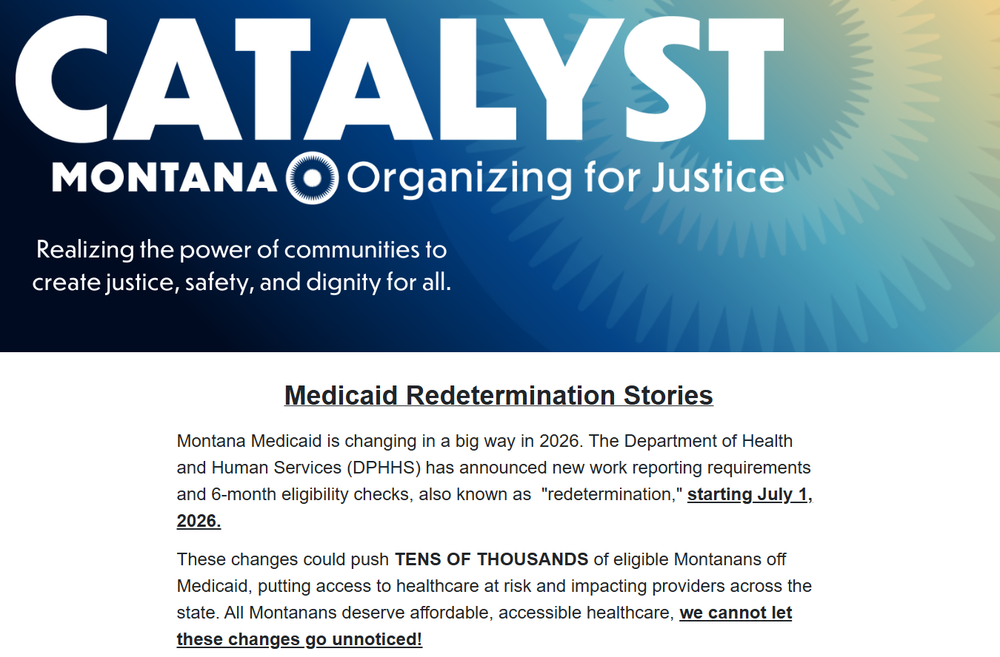 CATALYST
MONTANA Organizing for Justice
Realizing the power of communities to
create justice, safety, and dignity for all.
Medicaid Redetermination Stories
Montana Medicaid is changing in a big way in 2026. The Department of Health
and Human Services (DPHHS) has announced new work reporting requirements
and 6-month eligibility checks, also known as  "redetermination," starting July 1,
2026.
These changes could push TENS OF THOUSANDS of eligible Montanans off
Medicaid, putting access to healthcare at risk and impacting providers across the
state. All Montanans deserve affordable, accessible healthcare, we cannot let
these changes go unnoticed!